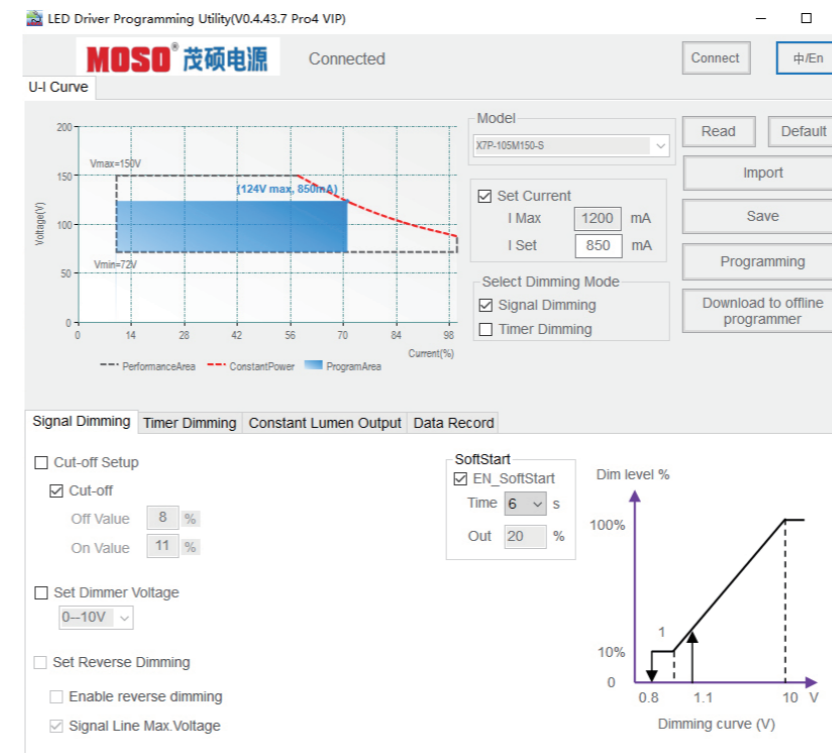 LED Driver Programming Utility(V0.4.43.7 Pro4 VIP)
MOSO® 茂硕电源
Connected
Connect
中/En
U-I Curve
200
150
100
50
0
Voltage(V)
Vmax=150V
(124V max, 850mA)
Vmin=72V
0 14 28 42 56 70 84 98
Current(%)
PerformanceArea ConstantPower ProgramArea
Model
X7P-105M150-S
Set Current
I Max 1200 mA
I Set 850 mA
Select Dimming Mode
Signal Dimming
Timer Dimming
Read
Default
Import
Save
Programming
Download to offline
programmer
Signal Dimming Timer Dimming Constant Lumen Output Data Record
Cut-off Setup
Cut-off
Off Value 8 %
On Value 11 %
Set Dimmer Voltage
0--10V
Set Reverse Dimming
Enable reverse dimming
Signal Line Max.Voltage
SoftStart
EN_SoftStart
Time 6 s
Out 20 %
Dim level %
100%
1
10%
0
0.8 1.1 10 V
Dimming curve (V)